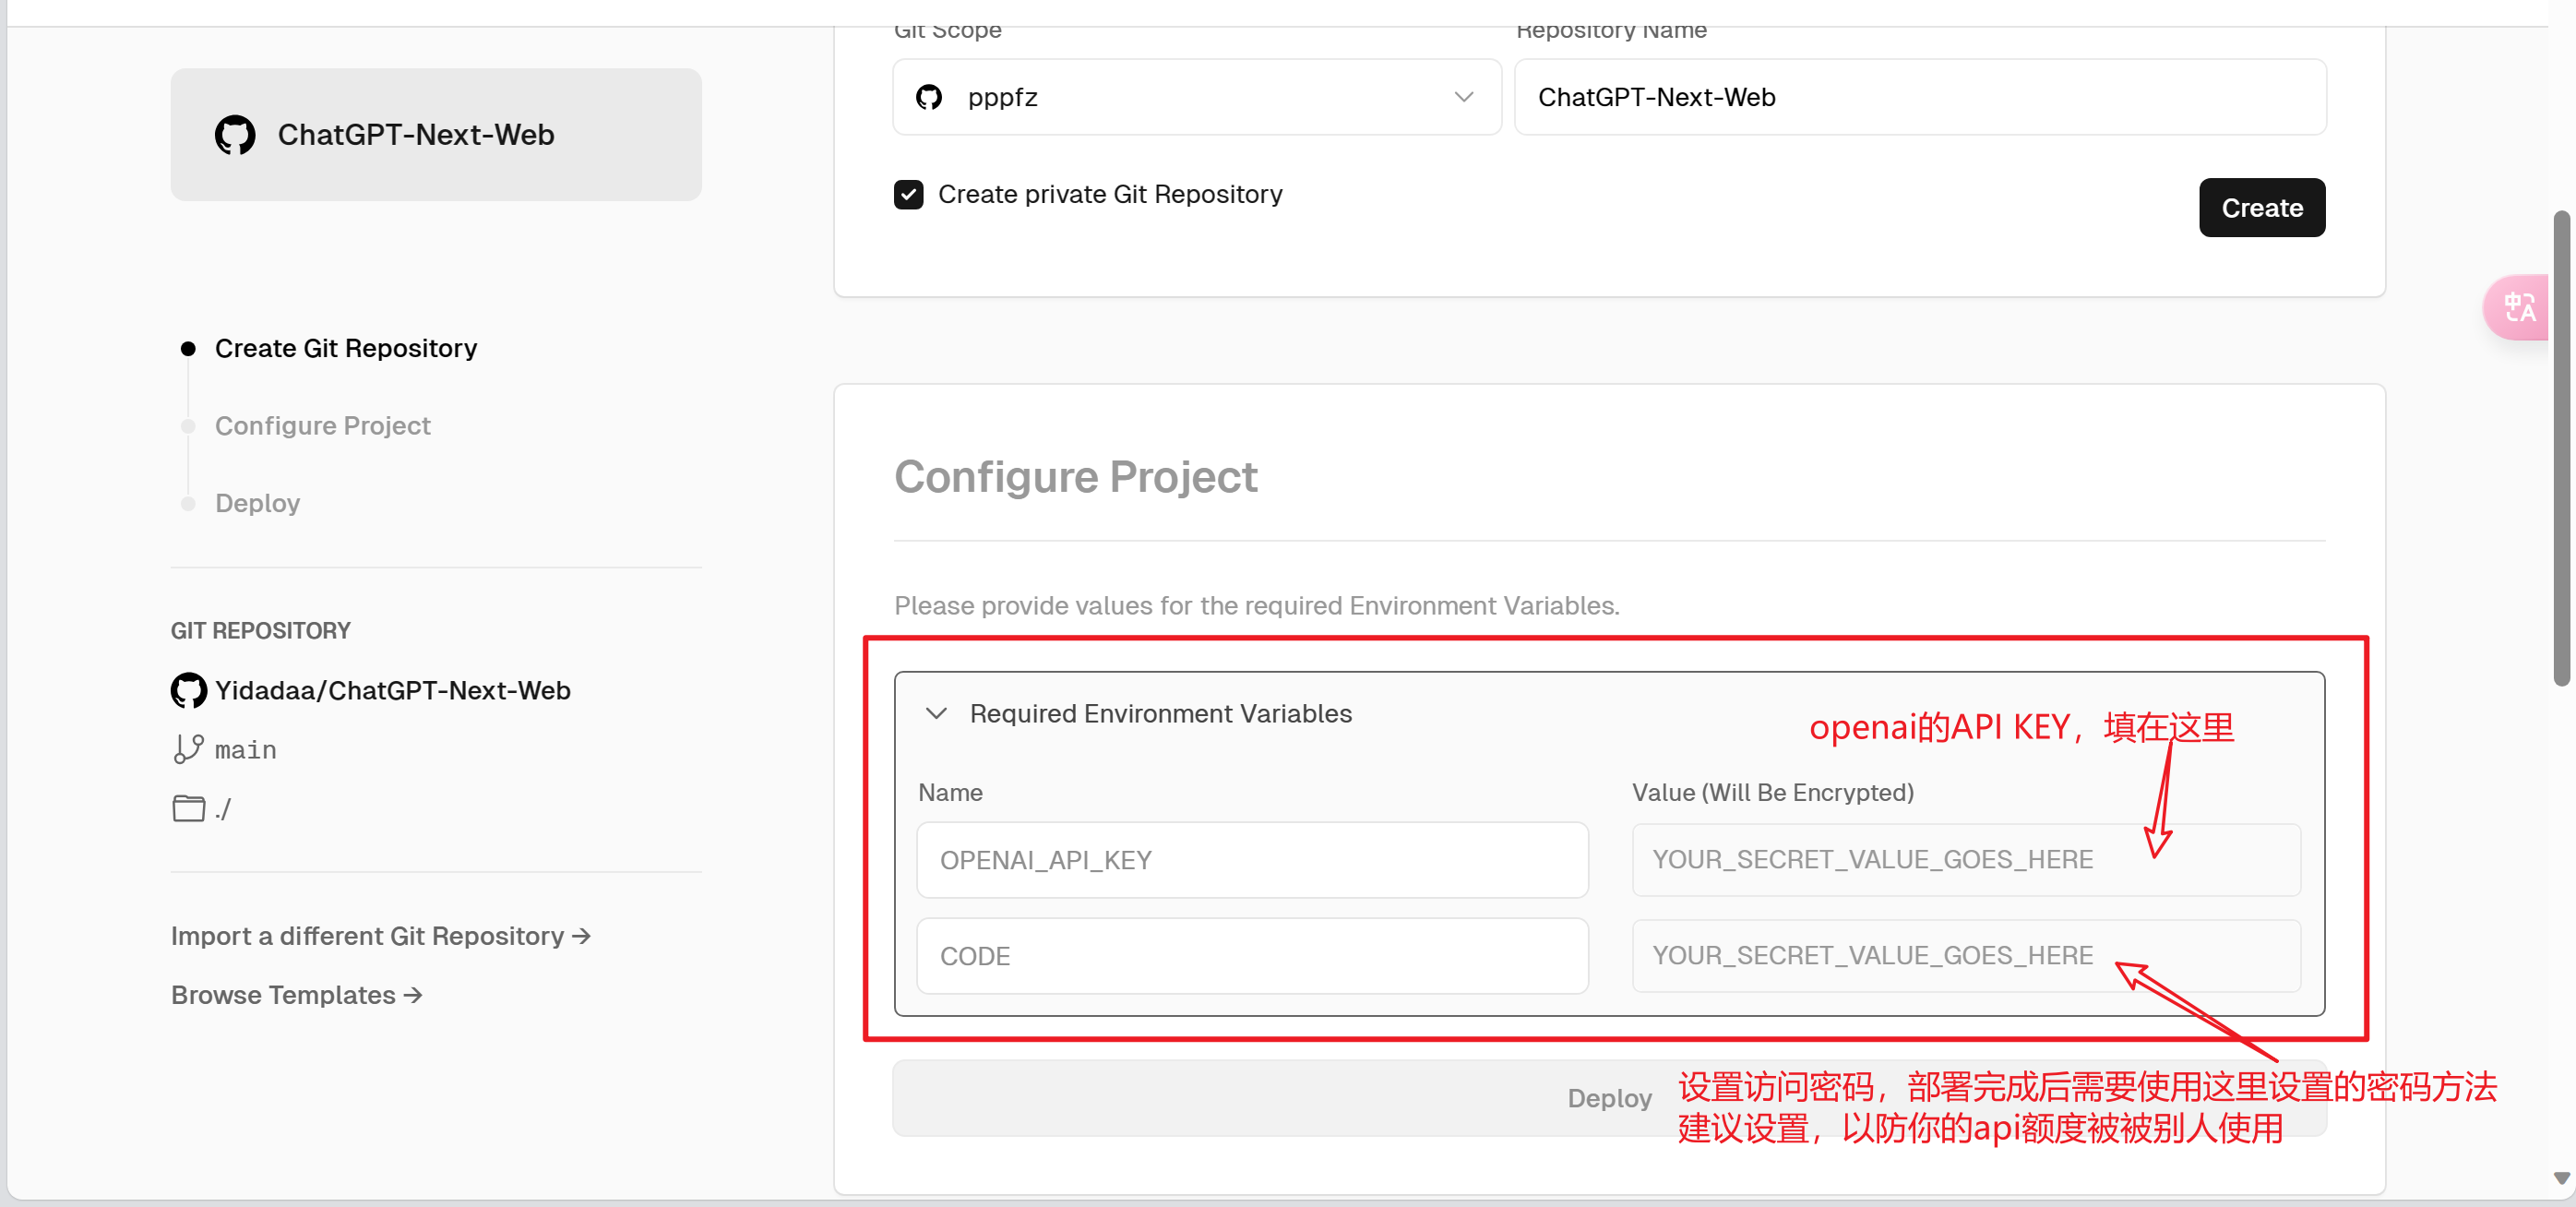 Git Scope
Repository Name
ChatGPT-Next-Web
pppfz
ChatGPT-Next-Web
Create private Git Repository
Create
中A
Create Git Repository
Configure Project
Deploy
GIT REPOSITORY
Yidadaa/ChatGPT-Next-Web
main
./
Import a different Git Repository →
Browse Templates →
Configure Project
Please provide values for the required Environment Variables.
Required Environment Variables
openai的API KEY，填在这里
Name
Value (Will Be Encrypted)
OPENAI_API_KEY
YOUR_SECRET_VALUE_GOES_HERE
CODE
YOUR_SECRET_VALUE_GOES_HERE
Deploy
设置访问密码，部署完成后需要使用这里设置的密码方法
建议设置，以防你的api额度被被别人使用